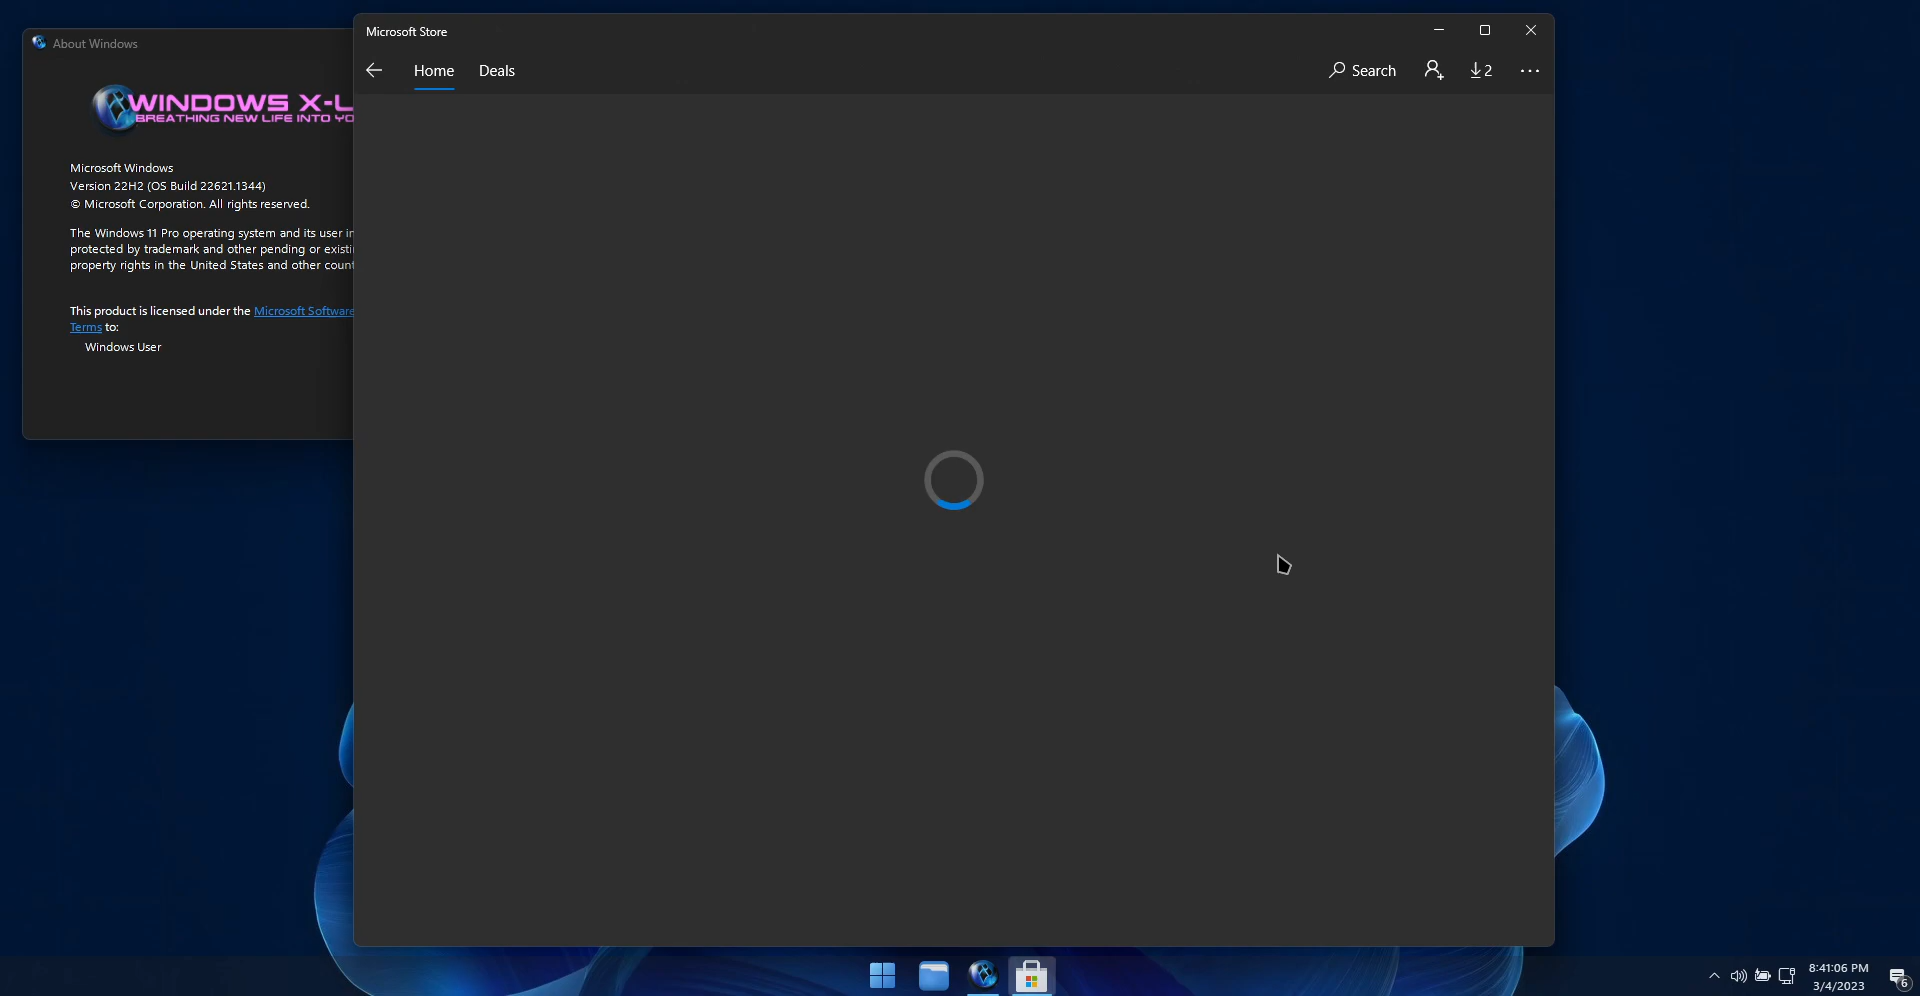 About Windows
WINDOWS X-L
BREATHING NEW LIFE INTO YO
Microsoft Windows
Version 22H2 (OS Build 22621.1344)
© Microsoft Corporation. All rights reserved.
The Windows 11 Pro operating system and its user in
protected by trademark and other pending or existi
property rights in the United States and other count
This product is licensed under the Microsoft Software
Terms to:
Windows User
Microsoft Store
Home Deals Search 2
8:41:06 PM
3/4/2023
6